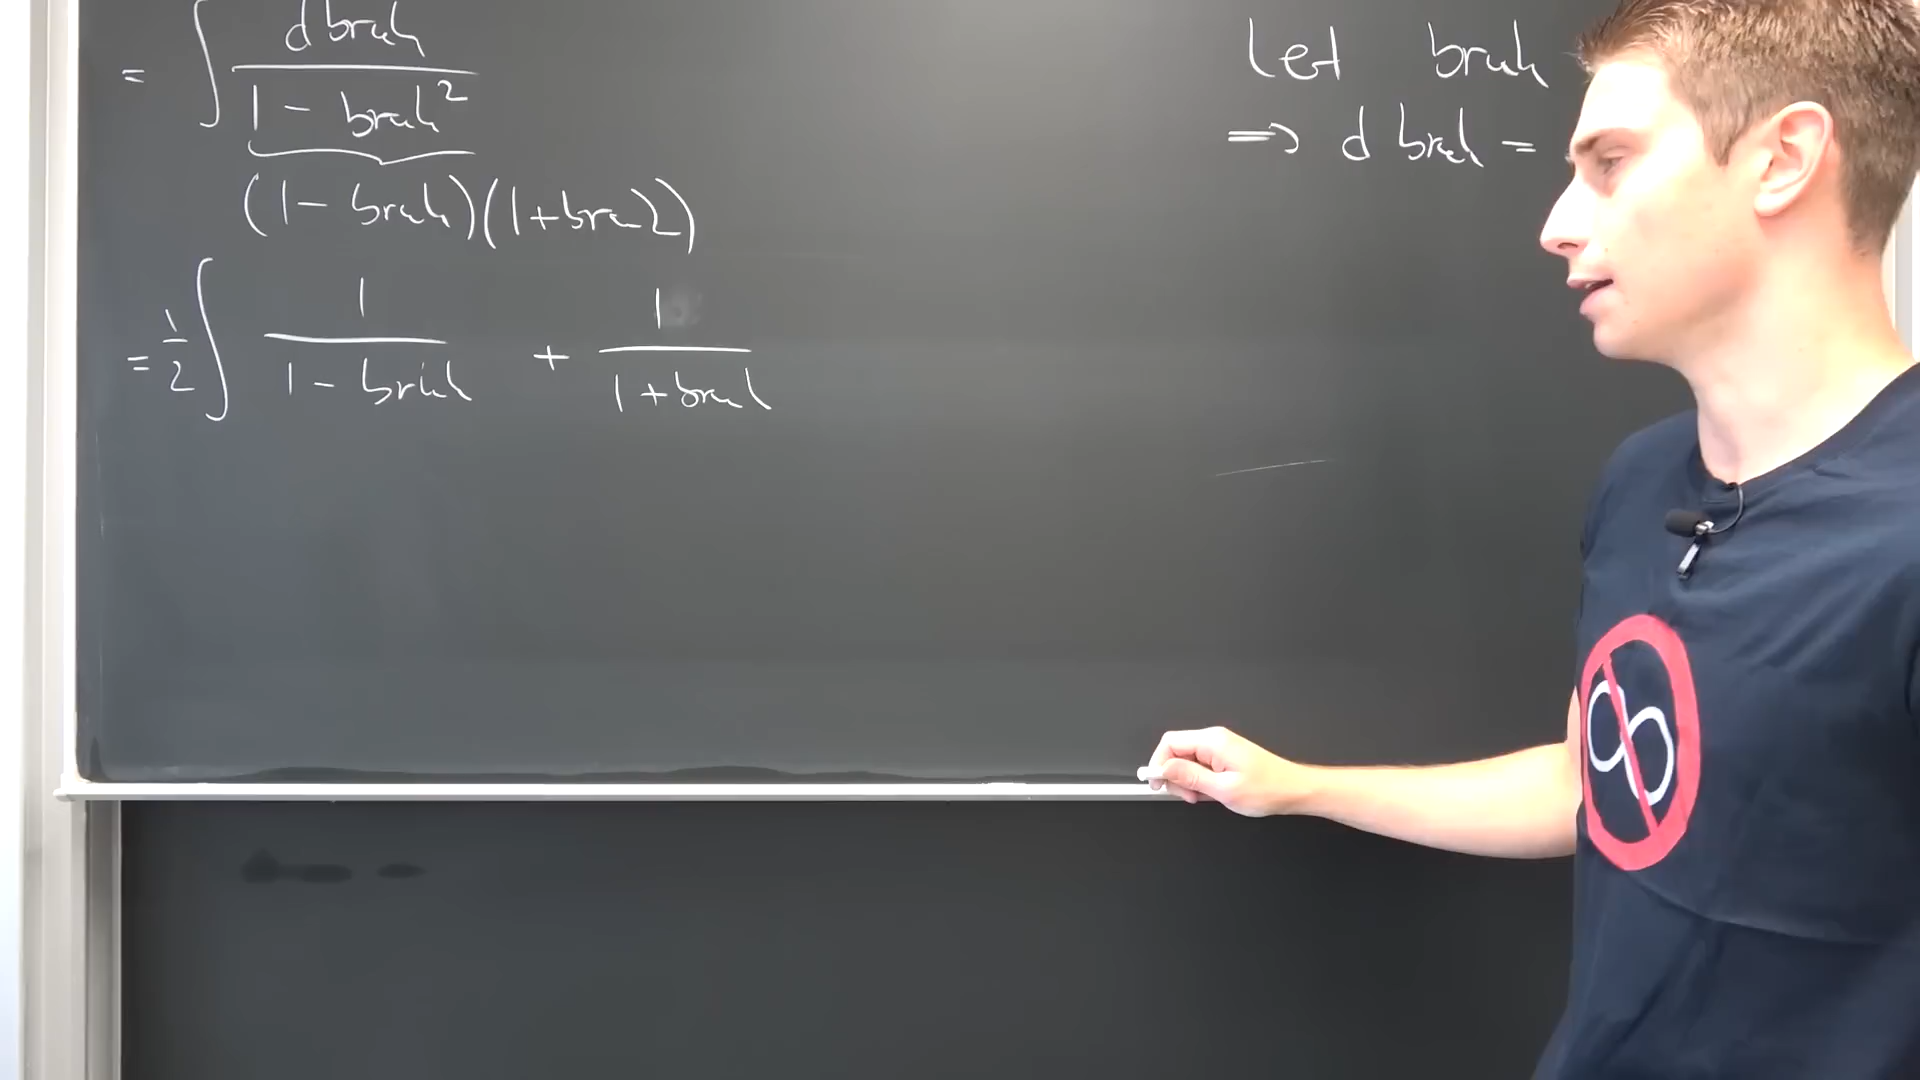 = ∫ d bruh / 1 - bruh²
(1 - bruh)(1 + bruh)
= 1/2 ∫ 1 / 1 - bruh + 1 / 1 + bruh
Let bruh
=> d bruh =